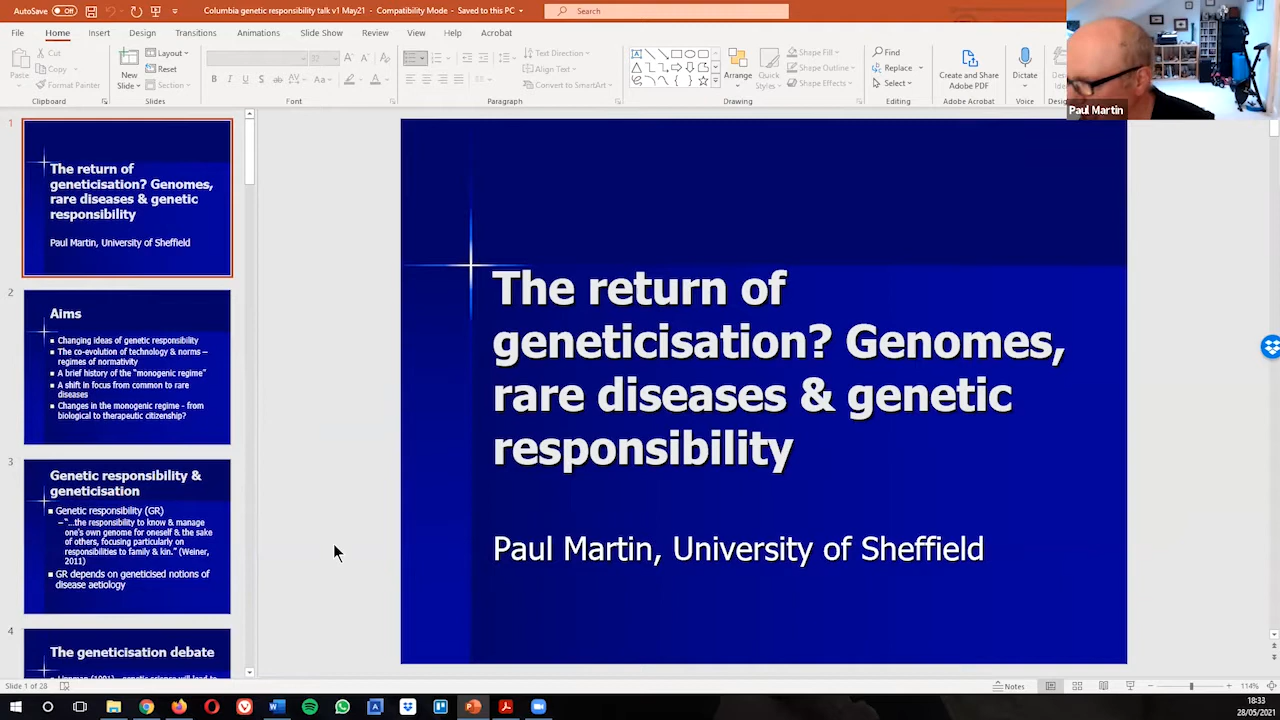 AutoSave Off
Columbia genetic responsibility talk v1 May21 - Compatibility Mode - Saved to this PC
Search
File Home Insert Design Transitions Animations Slide Show Review View Help Acrobat
Paste
Cut
Copy
Format Painter
Clipboard
New Slide
Layout
Reset
Section
Slides
32
B I U S
Font
Text Direction
Align Text
Convert to SmartArt
Paragraph
Arrange
Quick Styles
Shape Fill
Shape Outline
Shape Effects
Drawing
Find
Replace
Select
Editing
Create and Share Adobe PDF
Adobe Acrobat
Dictate
Voice
Paul Martin
1
The return of
geneticisation? Genomes,
rare diseases & genetic
responsibility
Paul Martin, University of Sheffield
2
Aims
Changing ideas of genetic responsibility
The co-evolution of technology & norms –
regimes of normativity
A brief history of the "monogenic regime"
A shift in focus from common to rare
diseases
Changes in the monogenic regime - from
biological to therapeutic citizenship?
3
Genetic responsibility &
geneticisation
Genetic responsibility (GR)
–"...the responsibility to know & manage
one's own genome for oneself & the sake
of others, focusing particularly on
responsibilities to family & kin." (Weiner,
2011)
GR depends on geneticised notions of
disease aetiology
4
The geneticisation debate
The return of
geneticisation? Genomes,
rare diseases & genetic
responsibility
Paul Martin, University of Sheffield
Slide 1 of 28
Notes
114%
18:33
28/05/2021